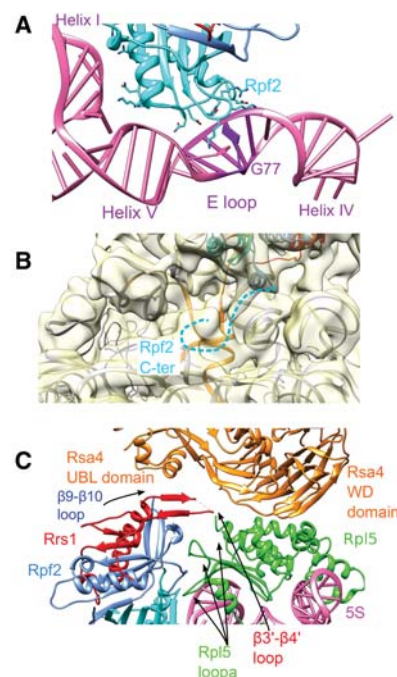 A
Helix I
Rpf2
G77
Helix V
E loop
Helix IV
B
Rpf2
C-ter
C
Rsa4
UBL domain
Rsa4
WD
domain
β9-β10
loop
Rrs1
Rpl5
Rpf2
5S
Rpl5
loopa
β3'-β4'
loop